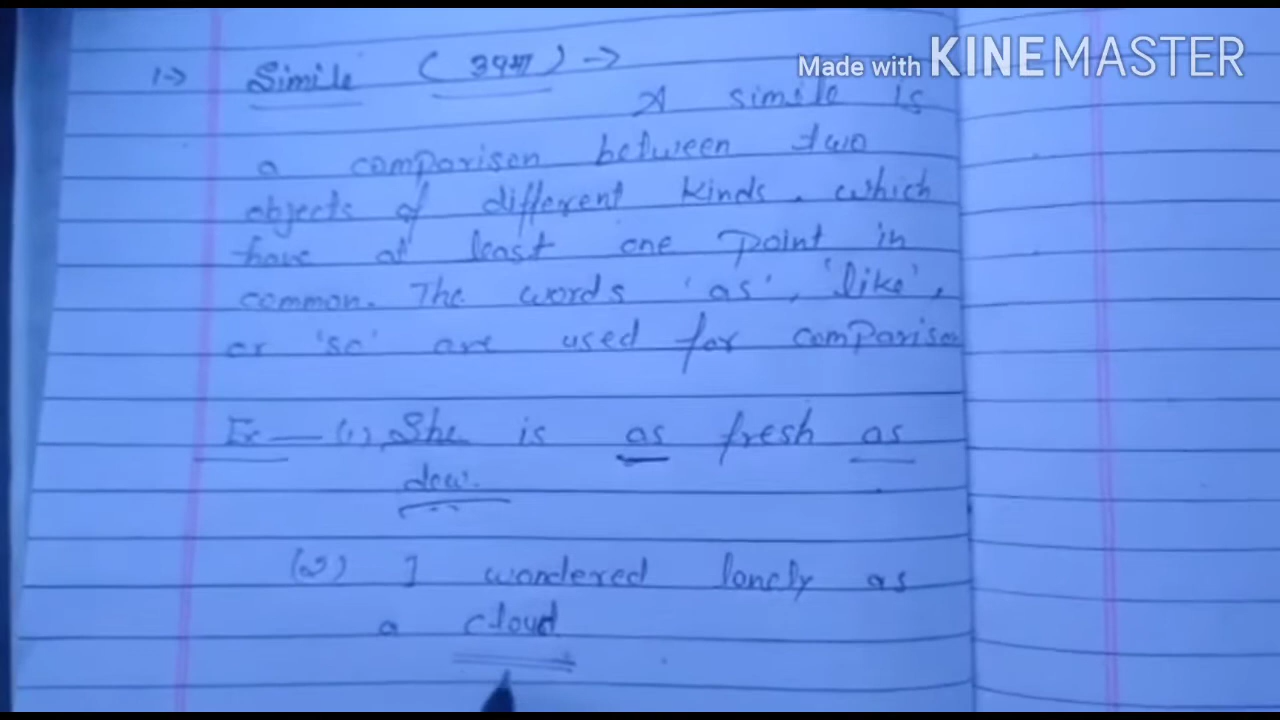 Made with KINEMASTER
1→ Simile (उपमा) →
A simile is
a comparison between two
objects of different kinds. which
have at least one point in
common. The words 'as', 'like',
or 'so' are used for comparison
Ex — (1) She is as fresh as
dew.
(2) I wondered lonely as
a cloud